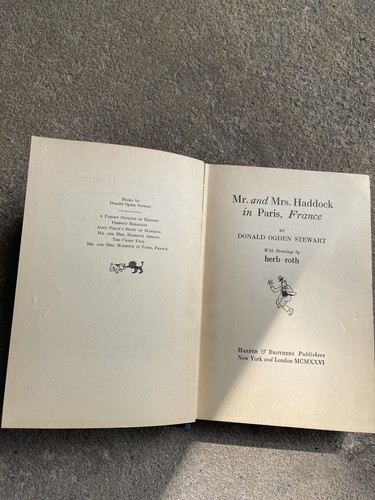 Books by
Donald Ogden Stewart
A Parody Outline of History
Perfect Behavior
Aunt Polly's Story of Mankind
Mr. and Mrs. Haddock Abroad
The Crazy Fool
Mr. and Mrs. Haddock in Paris, France
Mr. and Mrs. Haddock
in Paris, France
BY
DONALD OGDEN STEWART
With Drawings by
herb roth
Harper & Brothers Publishers
New York and London MCMXXVI